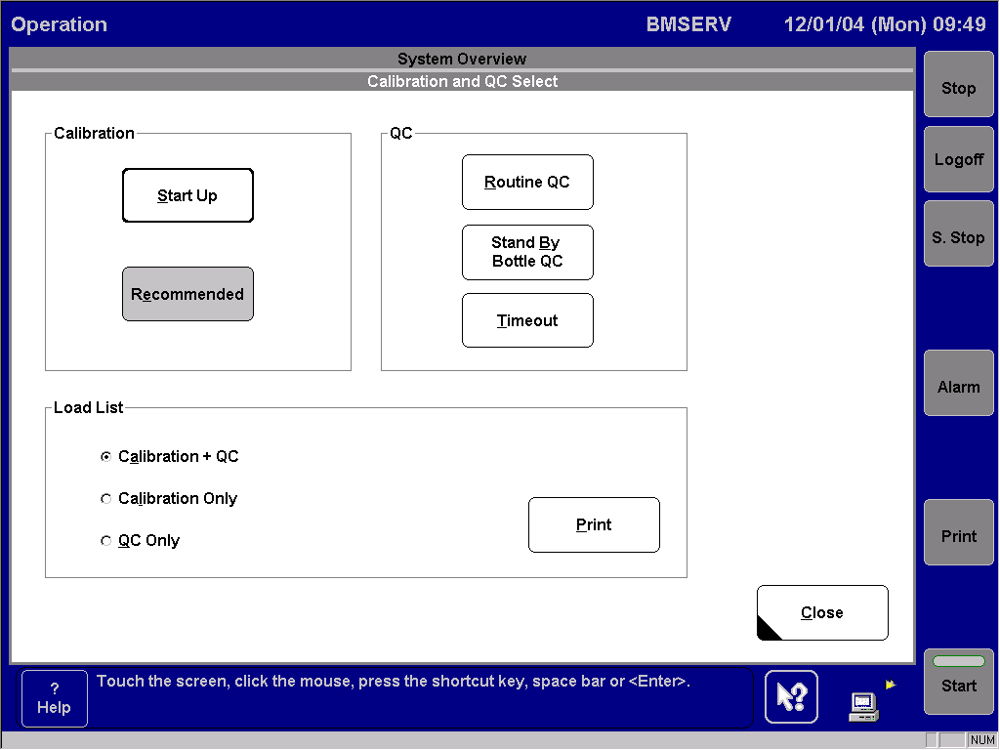 Operation
BMSERV
12/01/04 (Mon) 09:49
System Overview
Calibration and QC Select
Stop
Logoff
S. Stop
Alarm
Print
Start
Calibration
Start Up
Recommended
QC
Routine QC
Stand By
Bottle QC
Timeout
Load List
Calibration + QC
Calibration Only
QC Only
Print
Close
?
Help
Touch the screen, click the mouse, press the shortcut key, space bar or <Enter>.
?
NUM